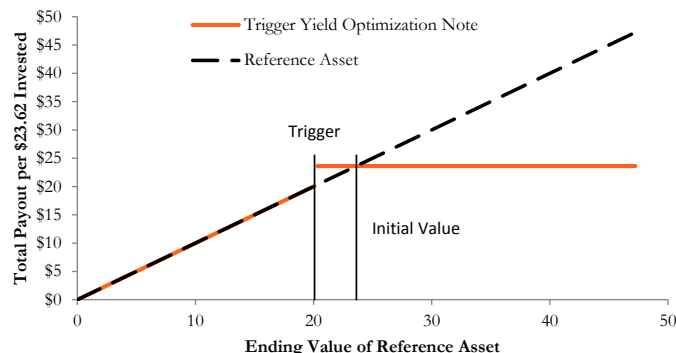 Total Payout per $23.62 Invested
$50
$45
$40
$35
$30
$25
$20
$15
$10
$5
$0
Trigger Yield Optimization Note
Reference Asset
Trigger
Initial Value
0
10
20
30
40
50
Ending Value of Reference Asset